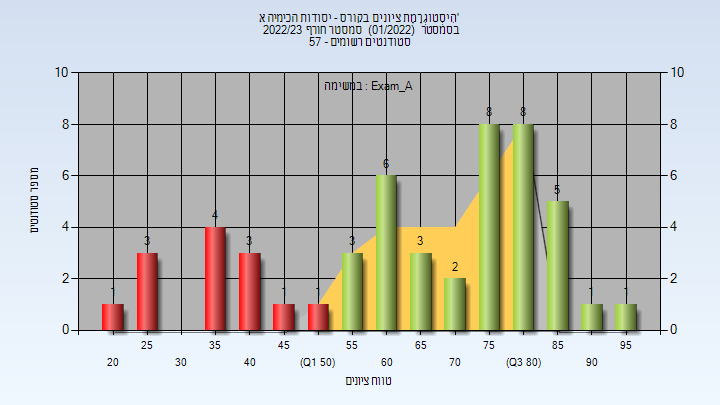 הִיסְטוֹגְרָמַת ציונים בקורס - יסודות הכימיה א'
בסמסטר (01/2022) סמסטר חורף 2022/23
סטודנטים רשומים - 57
במשימה : Exam_A
מספר סטודנטים
10 8 6 4 2 0
10 8 6 4 2 0
1 3 4 3 1 1 3 6 3 2 8 8 5 1 1
25 35 45 55 65 75 85 95
20 30 40 (Q1 50) 60 70 (Q3 80) 90
טווח ציונים